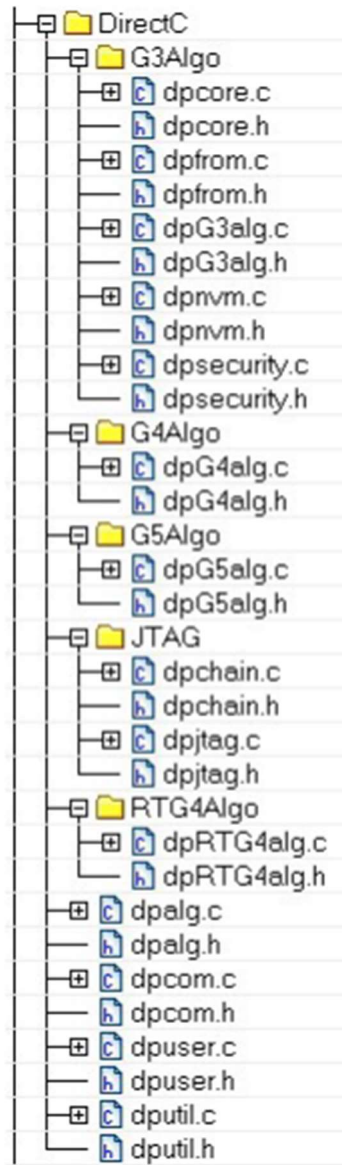 DirectC
G3Algo
dpcore.c
dpcore.h
dpfrom.c
dpfrom.h
dpG3alg.c
dpG3alg.h
dpnvm.c
dpnvm.h
dpsecurity.c
dpsecurity.h
G4Algo
dpG4alg.c
dpG4alg.h
G5Algo
dpG5alg.c
dpG5alg.h
JTAG
dpchain.c
dpchain.h
dpjtag.c
dpjtag.h
RTG4Algo
dpRTG4alg.c
dpRTG4alg.h
dpalg.c
dpalg.h
dpcom.c
dpcom.h
dpuser.c
dpuser.h
dputil.c
dputil.h